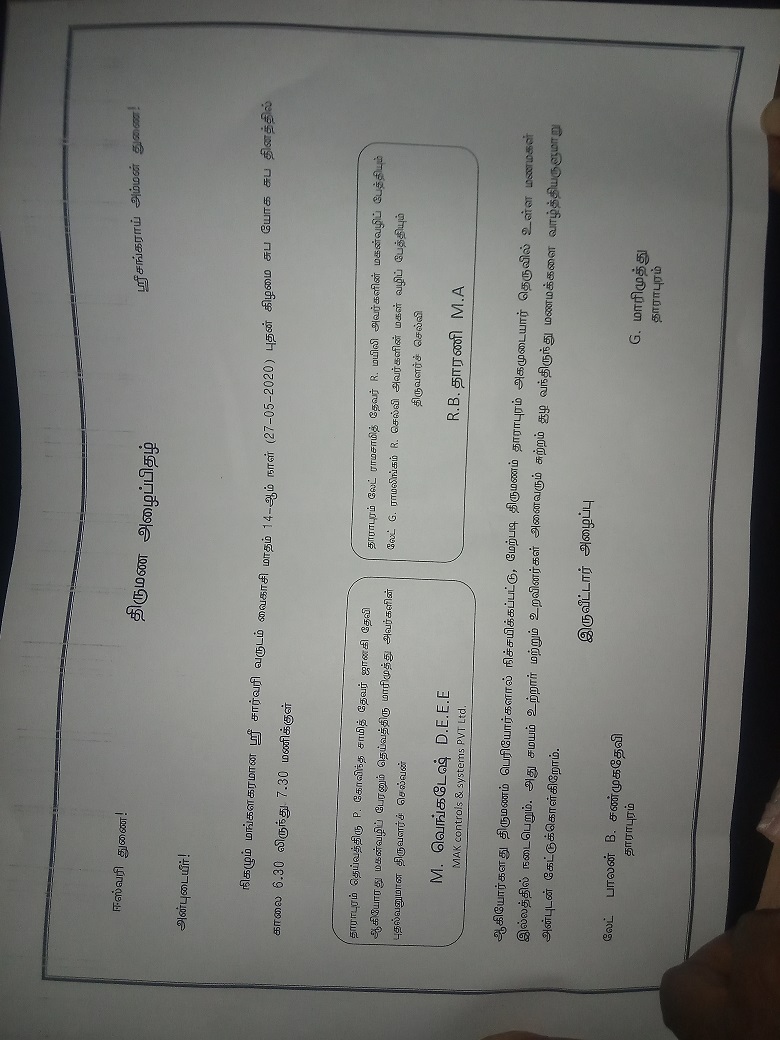 ஈஸ்வரி துணை!
ஸ்ரீசங்கராய் அம்மன் துணை!
திருமண அழைப்பிதழ்
அன்புடையீர்!
நிகழும் மங்களகரமான ஸ்ரீ சார்வரி வருடம் வைகாசி மாதம் 14-ஆம் நாள் (27-05-2020) புதன் கிழமை சுப யோக சுப தினத்தில்
காலை 6.30 லிருந்து 7.30 மணிக்குள்
தாராபுரம் தெய்வத்திரு P. கோவிந்த சாமித் தேவர் ஜானகி தேவி
ஆகியோரது மகன்வழிப் பேரனும் தெய்வத்திரு மாரிமுத்து அவர்களின்
புதல்வனுமான திருவளர்ச் செல்வன்
M. வெங்கடேஷ் D.E.E.E
MAK controls & systems PVT Ltd.
தாராபுரம் லேட் ராமசாமித் தேவர் R. மயிலி அவர்களின் மகன்வழிப் பேத்தியும்
லேட் G. ராமலிங்கம் R. செல்வி அவர்களின் மகள் வழிப் பேத்தியும்
திருவளர்ச் செல்வி
R.B. தாரணி M.A
ஆகியோர்களது திருமணம் பெரியோர்களால் நிச்சயிக்கப்பட்டு, மேற்படி திருமணம் தாராபுரம் அகமுடையார் தெருவில் உள்ள மணமகள்
இல்லத்தில் நடைபெறும். அது சமயம் உற்றார் மற்றும் உறவினர்கள் அனைவரும் சுற்றம் சூழ வந்திருந்து மணமக்களை வாழ்த்தியருளுமாறு
அன்புடன் கேட்டுக்கொள்கிறோம்.
இருவீட்டார் அழைப்பு
லேட் பாலன் B. சண்முகதேவி
தாராபுரம்
G. மாரிமுத்து
தாராபுரம்